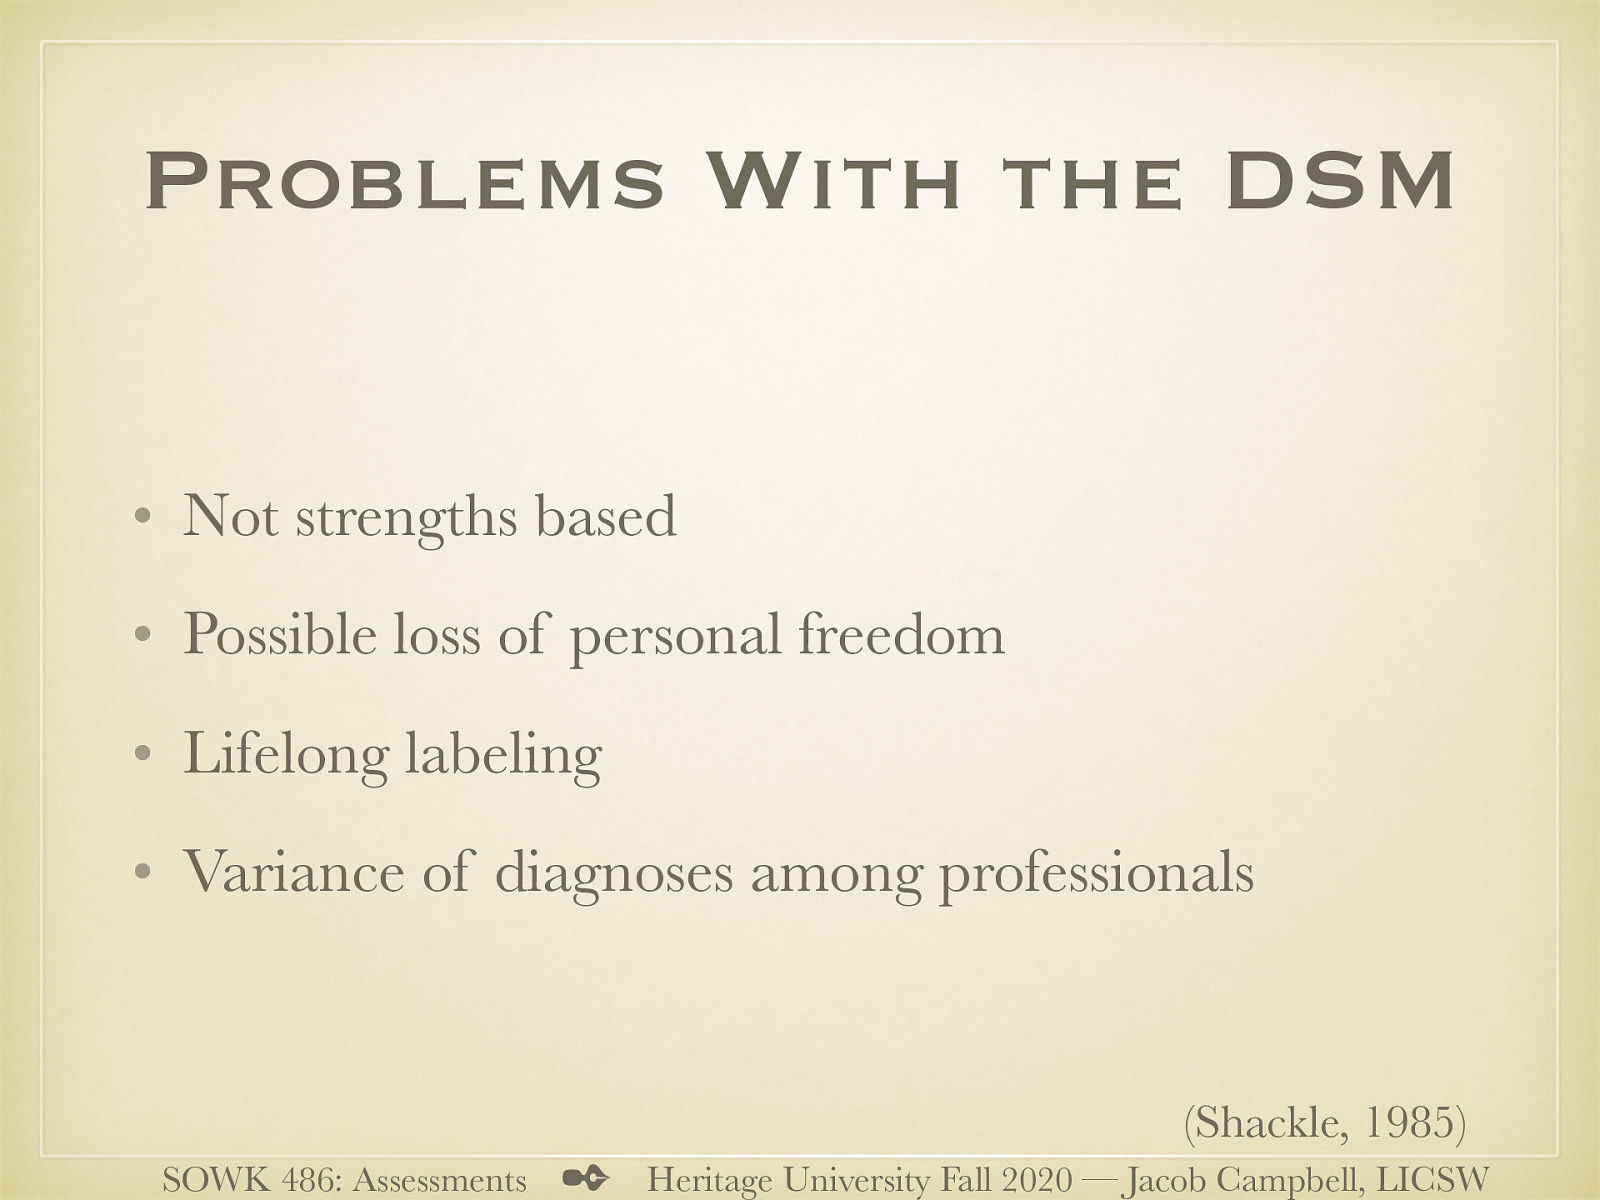 Problems With the DSM
• Not strengths based
• Possible loss of personal freedom
• Lifelong labeling
• Variance of diagnoses among professionals
(Shackle, 1985)
SOWK 486: Assessments ✒ Heritage University Fall 2020 — Jacob Campbell, LICSW